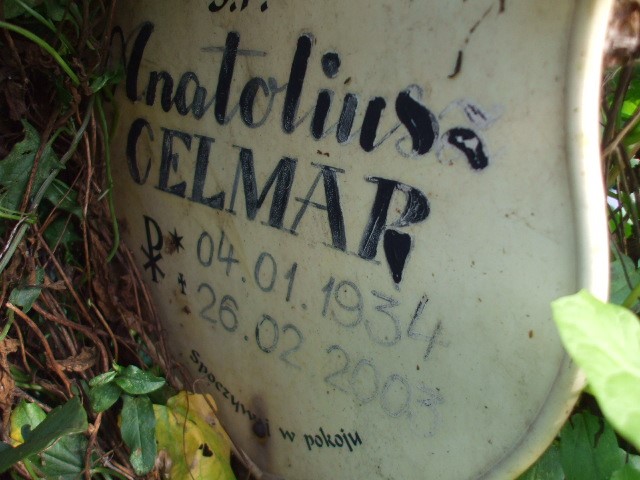 Ś.P.
Anatoliusz
CELMAR
* 04.01.1934
+ 26.02 2003
Spoczywaj w pokoju